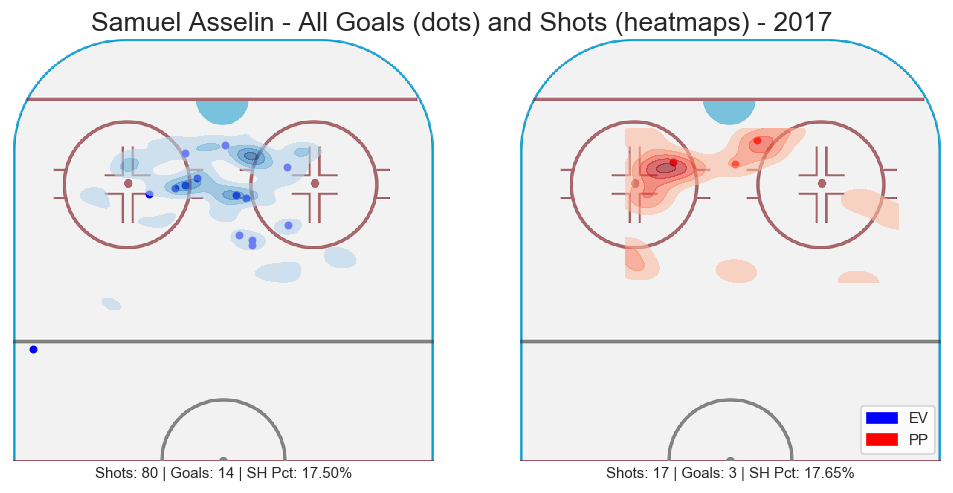 Samuel Asselin - All Goals (dots) and Shots (heatmaps) - 2017
EV
PP
Shots: 80 | Goals: 14 | SH Pct: 17.50%
Shots: 17 | Goals: 3 | SH Pct: 17.65%